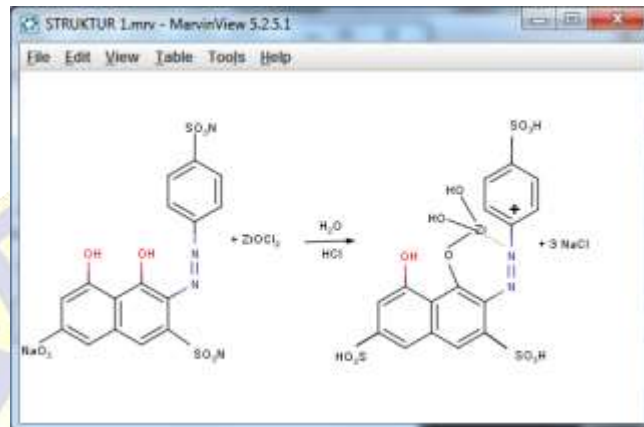 STRUKTUR 1.mrv - MarvinView 5.2.5.1
File Edit View Table Tools Help
SO₃N
SO₃H
HO
HO
Zr
N
N
+ ZrOCl₂
H₂O
HCl
+ 3 NaCl
OH
OH
N
N
OH
O
NaO₃
SO₃N
HO₃S
SO₃H